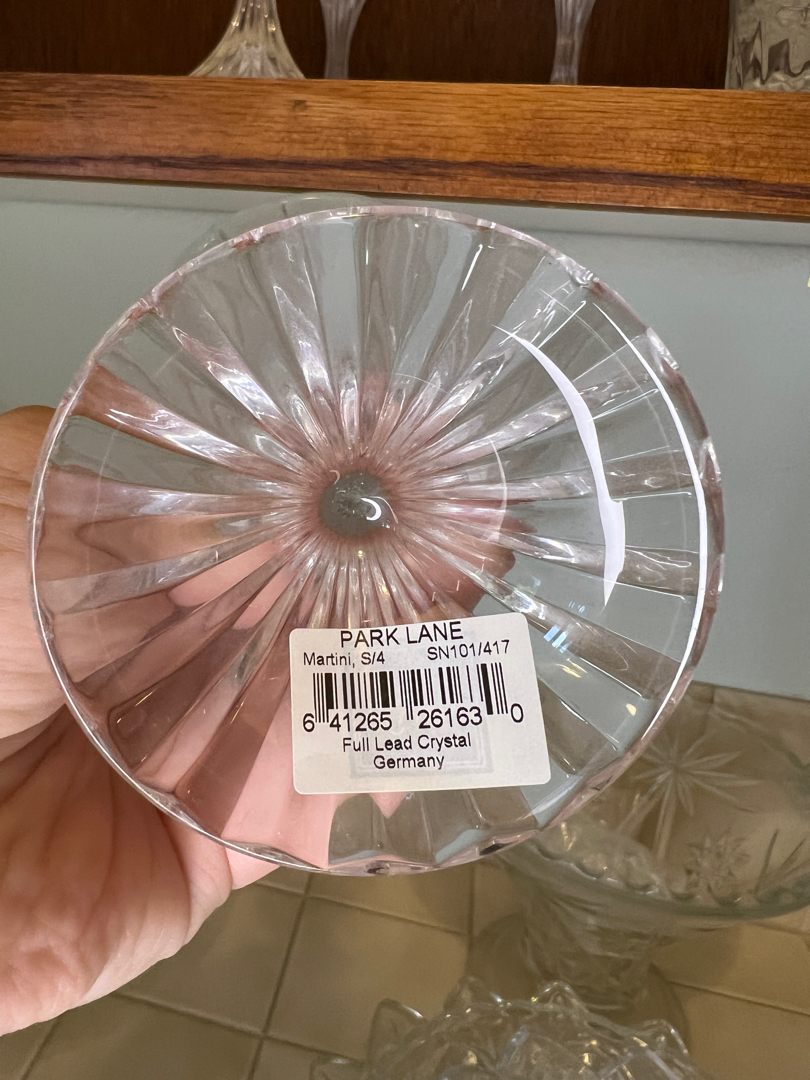 PARK LANE
Martini, S/4 SN101/417
6 41265 26163 0
Full Lead Crystal
Germany